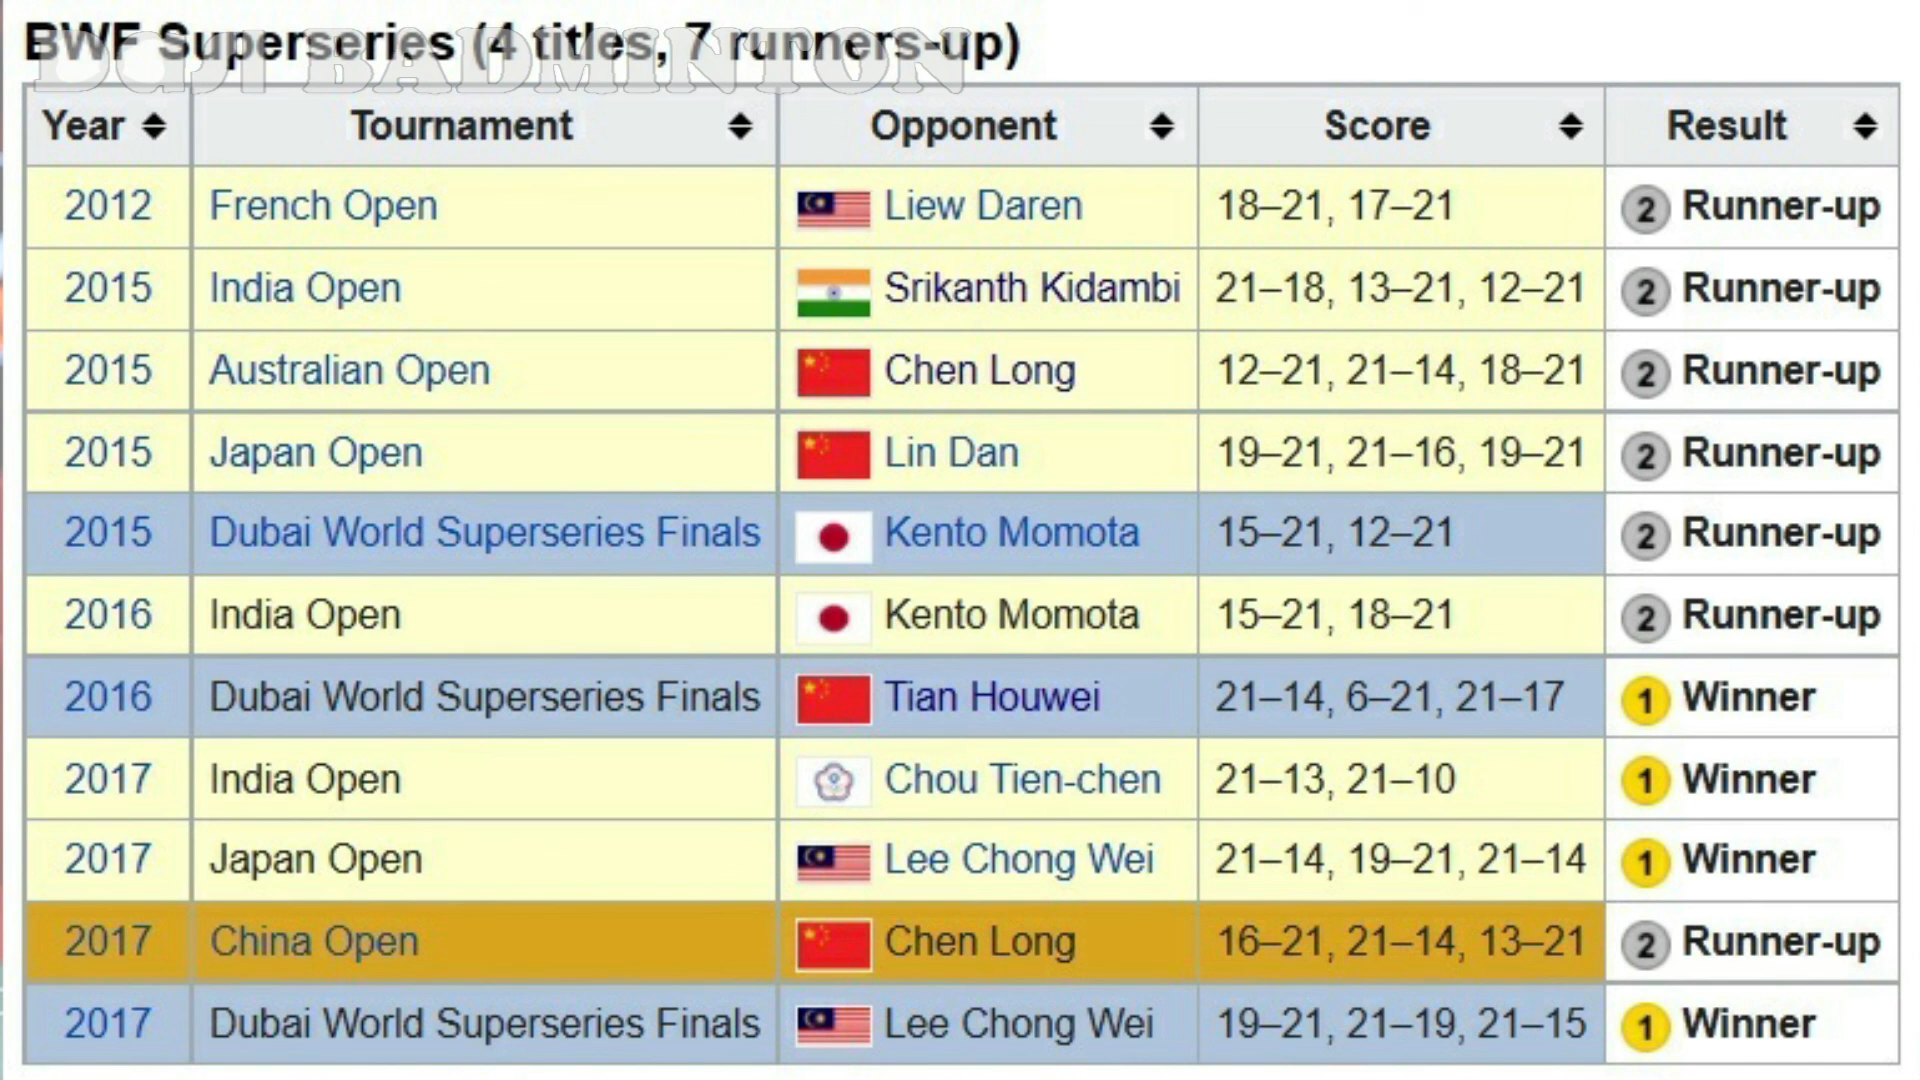 BWF Superseries (4 titles, 7 runners-up)
DQJI BADMINTON
Year Tournament Opponent Score Result
2012 French Open Liew Daren 18–21, 17–21 2 Runner-up
2015 India Open Srikanth Kidambi 21–18, 13–21, 12–21 2 Runner-up
2015 Australian Open Chen Long 12–21, 21–14, 18–21 2 Runner-up
2015 Japan Open Lin Dan 19–21, 21–16, 19–21 2 Runner-up
2015 Dubai World Superseries Finals Kento Momota 15–21, 12–21 2 Runner-up
2016 India Open Kento Momota 15–21, 18–21 2 Runner-up
2016 Dubai World Superseries Finals Tian Houwei 21–14, 6–21, 21–17 1 Winner
2017 India Open Chou Tien-chen 21–13, 21–10 1 Winner
2017 Japan Open Lee Chong Wei 21–14, 19–21, 21–14 1 Winner
2017 China Open Chen Long 16–21, 21–14, 13–21 2 Runner-up
2017 Dubai World Superseries Finals Lee Chong Wei 19–21, 21–19, 21–15 1 Winner